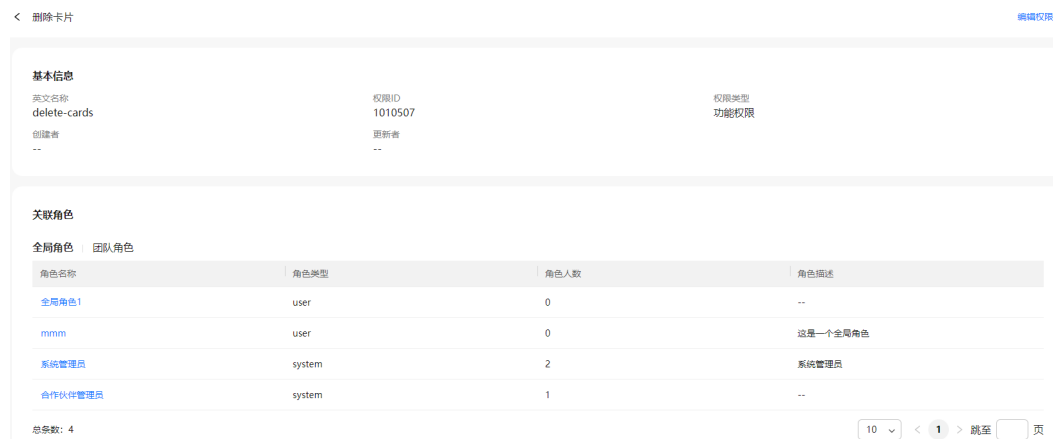 删除卡片 编辑权限
基本信息
英文名称 权限ID 权限类型
delete-cards 1010507 功能权限
创建者 更新者
-- --
关联角色
全局角色 团队角色
角色名称 角色类型 角色人数 角色描述
全局角色1 user 0 --
mmm user 0 这是一个全局角色
系统管理员 system 2 系统管理员
合作伙伴管理员 system 1 --
总条数: 4 10 1 跳至 页